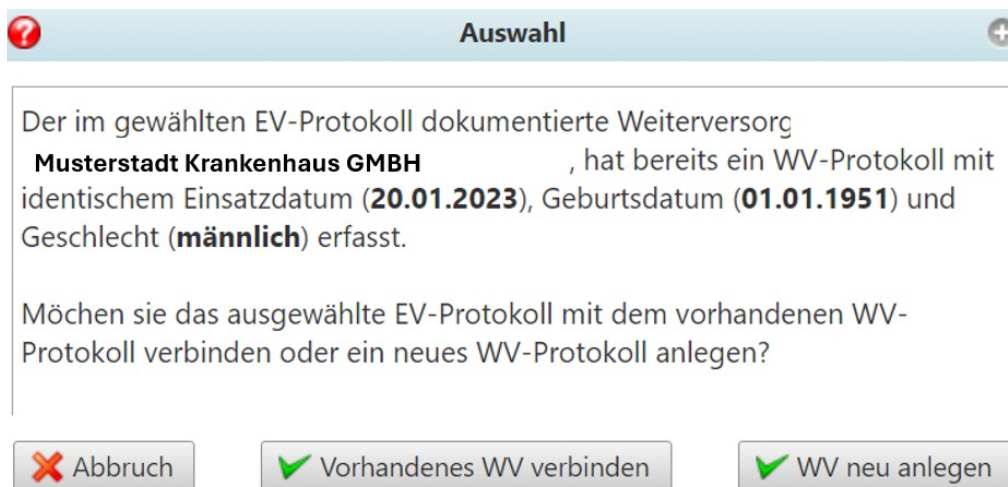 Auswahl
Der im gewählten EV-Protokoll dokumentierte Weiterversorg
Musterstadt Krankenhaus GMBH , hat bereits ein WV-Protokoll mit
identischem Einsatzdatum (20.01.2023), Geburtsdatum (01.01.1951) und
Geschlecht (männlich) erfasst.
Möchen sie das ausgewählte EV-Protokoll mit dem vorhandenen WV-
Protokoll verbinden oder ein neues WV-Protokoll anlegen?
Abbruch
Vorhandenes WV verbinden
WV neu anlegen